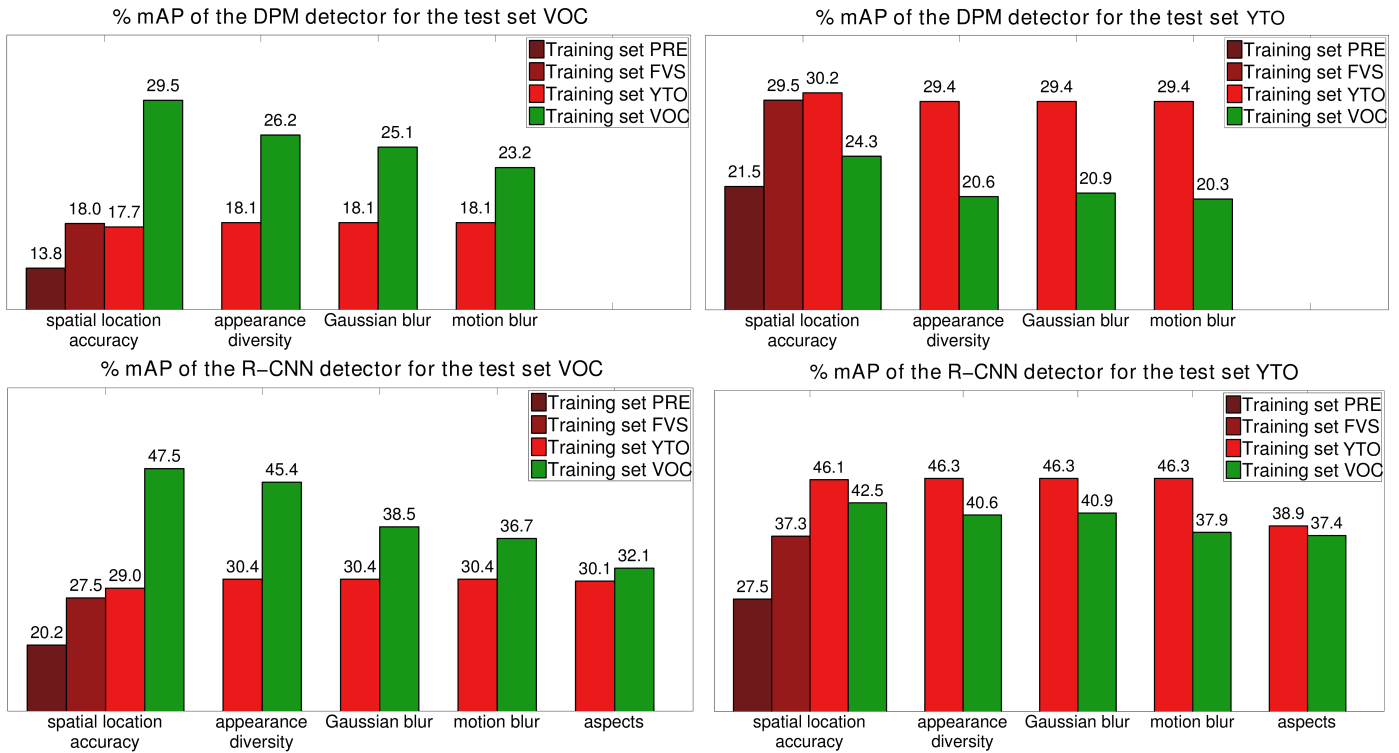 % mAP of the DPM detector for the test set VOC
Training set PRE
Training set FVS
Training set YTO
Training set VOC
29.5
26.2
25.1
23.2
18.0
17.7
18.1
18.1
18.1
13.8
spatial location
accuracy
appearance
diversity
Gaussian blur
motion blur
% mAP of the DPM detector for the test set YTO
Training set PRE
Training set FVS
Training set YTO
Training set VOC
29.5
30.2
29.4
29.4
29.4
24.3
21.5
20.6
20.9
20.3
spatial location
accuracy
appearance
diversity
Gaussian blur
motion blur
% mAP of the R−CNN detector for the test set VOC
Training set PRE
Training set FVS
Training set YTO
Training set VOC
47.5
45.4
38.5
36.7
32.1
30.4
30.4
30.4
30.1
27.5
29.0
20.2
spatial location
accuracy
appearance
diversity
Gaussian blur
motion blur
aspects
% mAP of the R−CNN detector for the test set YTO
Training set PRE
Training set FVS
Training set YTO
Training set VOC
46.1
46.3
46.3
46.3
42.5
40.6
40.9
37.9
38.9
37.4
37.3
27.5
spatial location
accuracy
appearance
diversity
Gaussian blur
motion blur
aspects